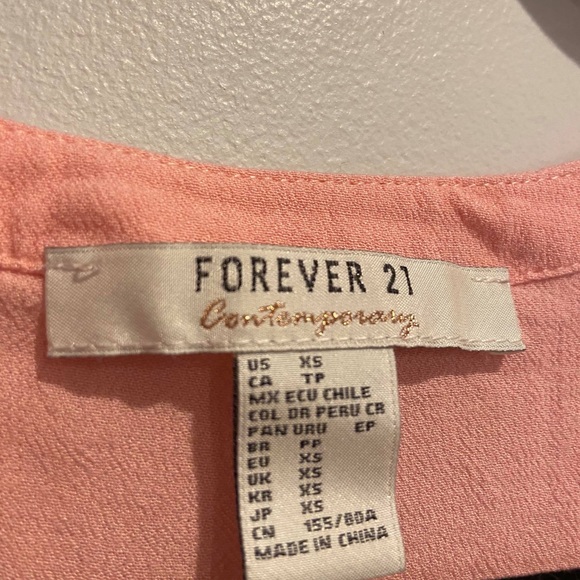 FOREVER 21
Contemporary
US XS
CA TP
MX ECU CHILE
COL DR PERU CR
PAN URU EP
BR PP
EU XS
UK XS
KR XS
JP XS
CN 155/80A
MADE IN CHINA